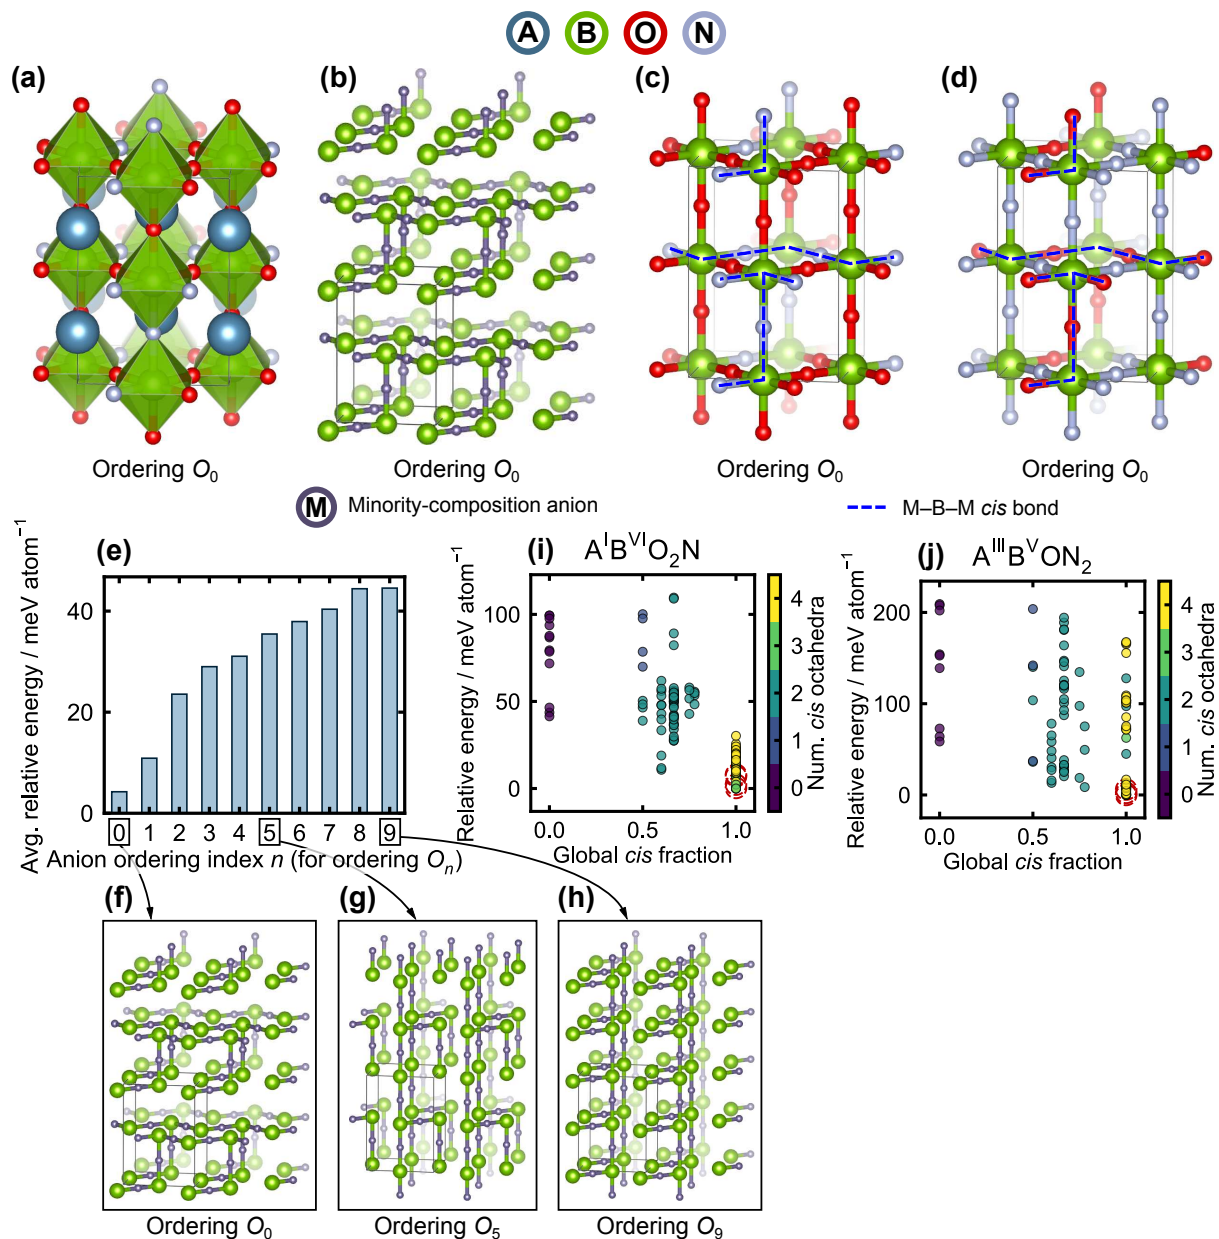 A B O N
(a) (b) (c) (d)
Ordering O₀ Ordering O₀ Ordering O₀ Ordering O₀
M Minority-composition anion
M–B–M cis bond
(e)
Avg. relative energy / meV atom⁻¹
40
0
0 1 2 3 4 5 6 7 8 9
Anion ordering index n (for ordering Oₙ)
(i) AᴵBⱽᴵO₂N
Relative energy / meV atom⁻¹
100
50
0
0.0 0.5 1.0
Global cis fraction
4
3
2
1
0
Num. cis octahedra
(j) AᴵᴵᴵBⱽON₂
Relative energy / meV atom⁻¹
200
100
0
0.0 0.5 1.0
Global cis fraction
4
3
2
1
0
Num. cis octahedra
(f) (g) (h)
Ordering O₀ Ordering O₅ Ordering O₉